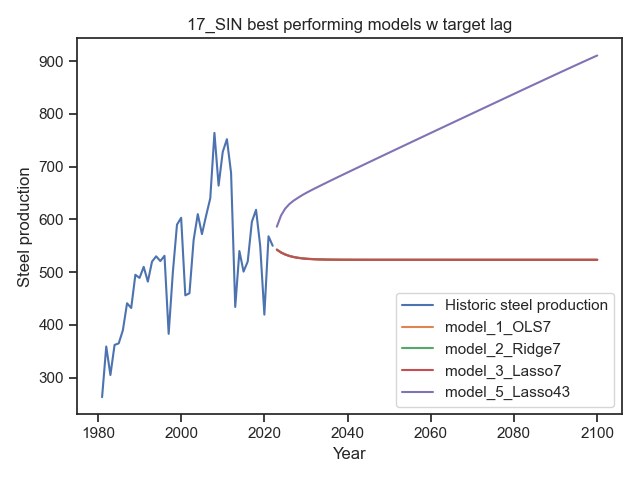 17_SIN best performing models w target lag
Steel production
900
800
700
600
500
400
300
Historic steel production
model_1_OLS7
model_2_Ridge7
model_3_Lasso7
model_5_Lasso43
1980 2000 2020 2040 2060 2080 2100
Year